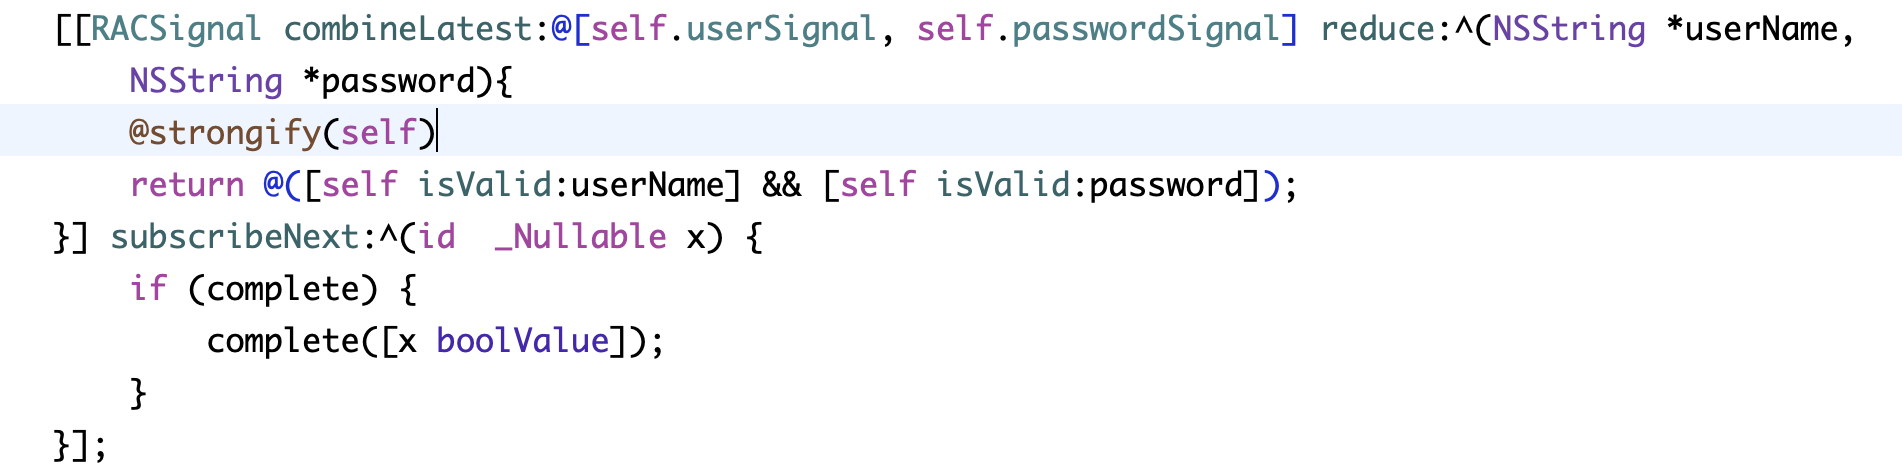 [[RACSignal combineLatest:@[self.userSignal, self.passwordSignal] reduce:^(NSString *userName,
    NSString *password){
    @strongify(self)
    return @([self isValid:userName] && [self isValid:password]);
}] subscribeNext:^(id  _Nullable x) {
    if (complete) {
        complete([x boolValue]);
    }
}];